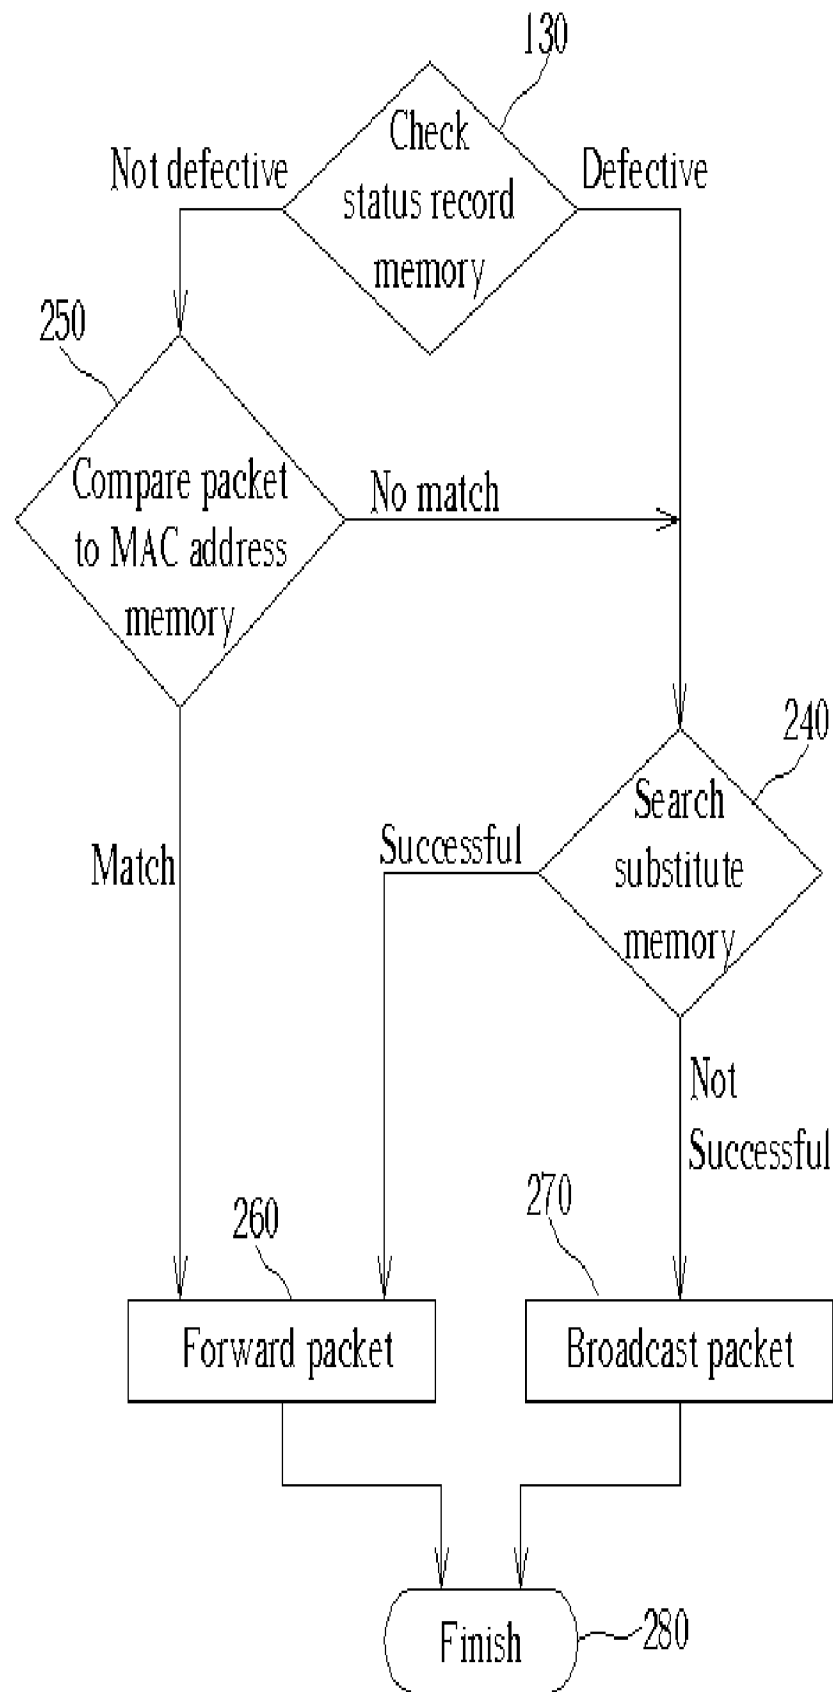 130
Check
status record
memory
Not defective
Defective
250
Compare packet
to MAC address
memory
No match
240
Search
substitute
memory
Match
Successful
Not
Successful
260
270
Forward packet
Broadcast packet
Finish
280